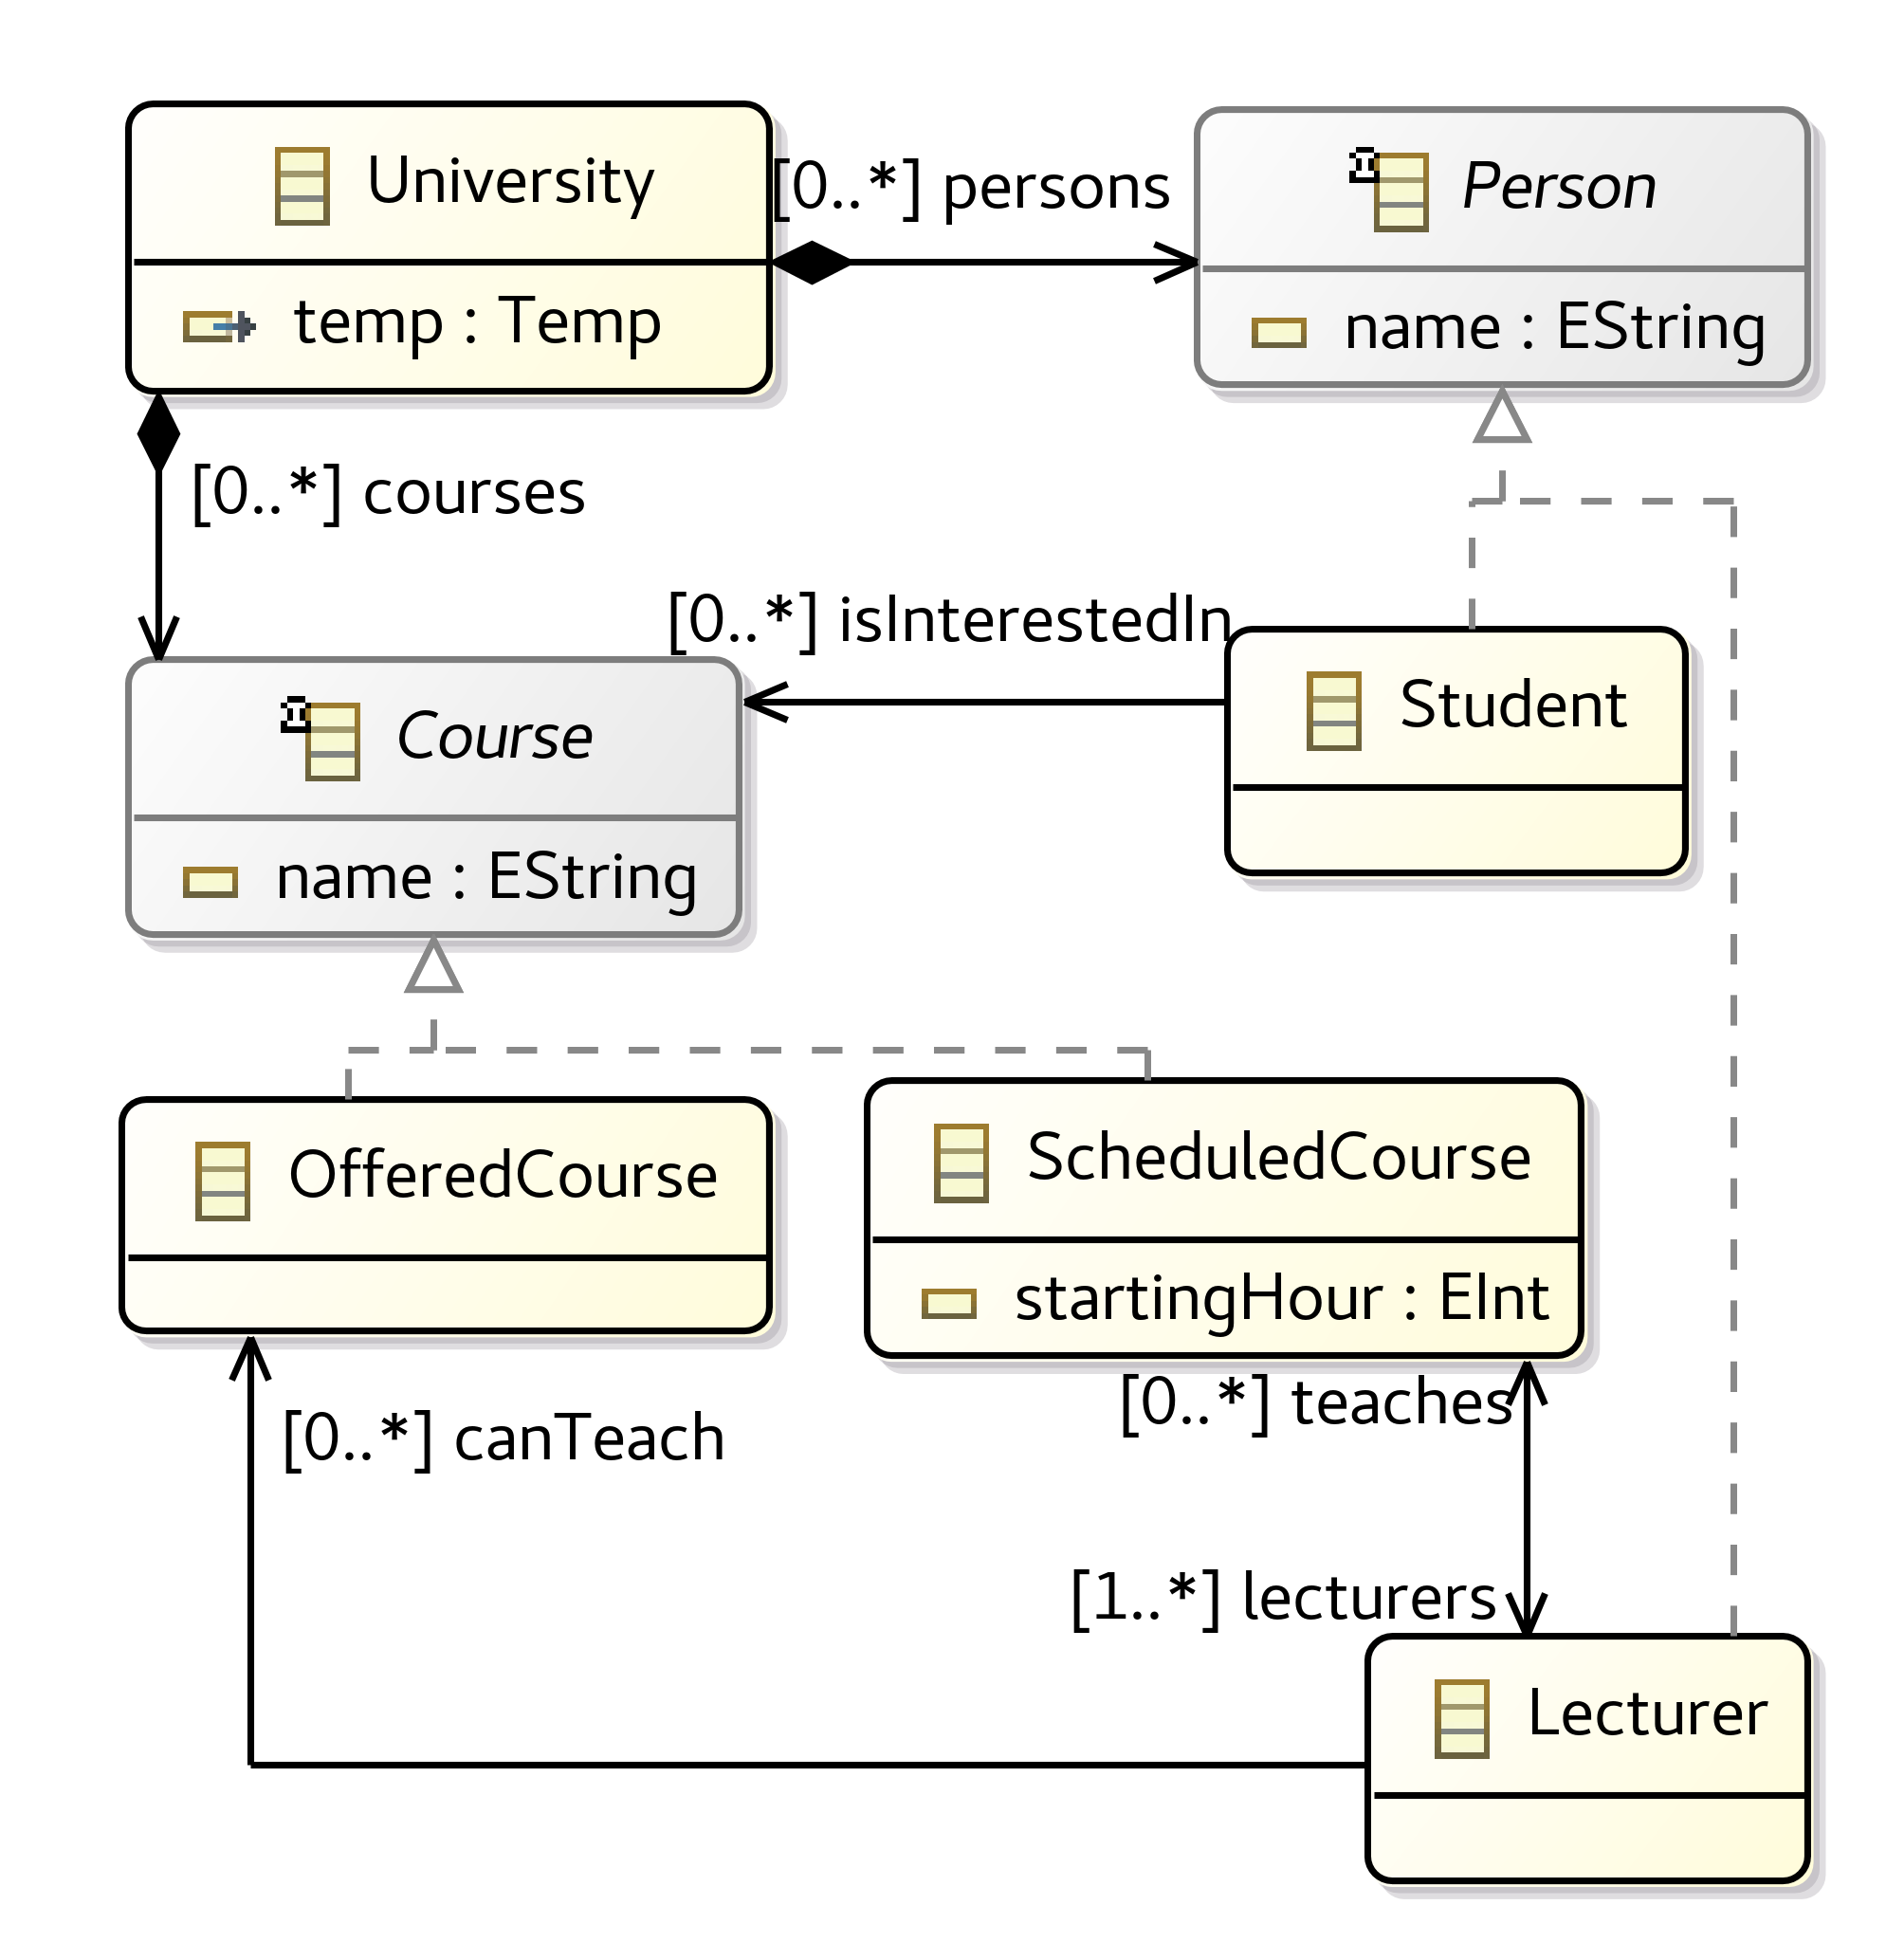 University
temp : Temp
[0..*] persons
Person
name : EString
[0..*] courses
[0..*] isInterestedIn
Student
Course
name : EString
OfferedCourse
ScheduledCourse
startingHour : EInt
[0..*] teaches
[0..*] canTeach
[1..*] lecturers
Lecturer